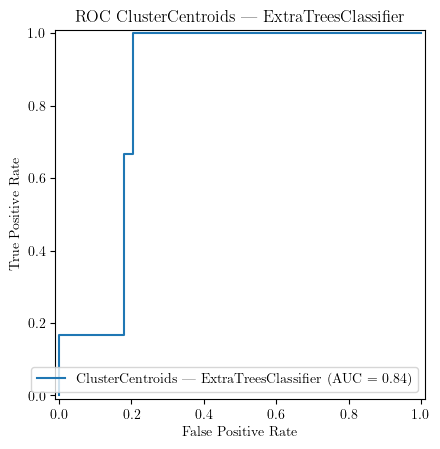 ROC ClusterCentroids — ExtraTreesClassifier
True Positive Rate
1.0
0.8
0.6
0.4
0.2
0.0
ClusterCentroids — ExtraTreesClassifier (AUC = 0.84)
0.0 0.2 0.4 0.6 0.8 1.0
False Positive Rate